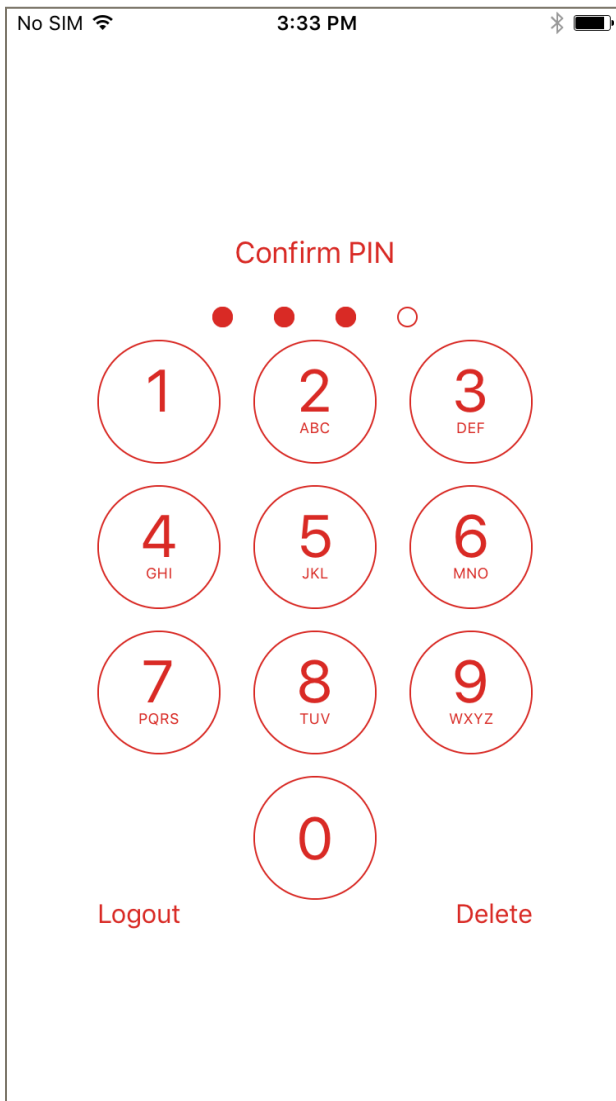 No SIM 3:33 PM
Confirm PIN
1 2 3
ABC DEF
4 5 6
GHI JKL MNO
7 8 9
PQRS TUV WXYZ
0
Logout Delete